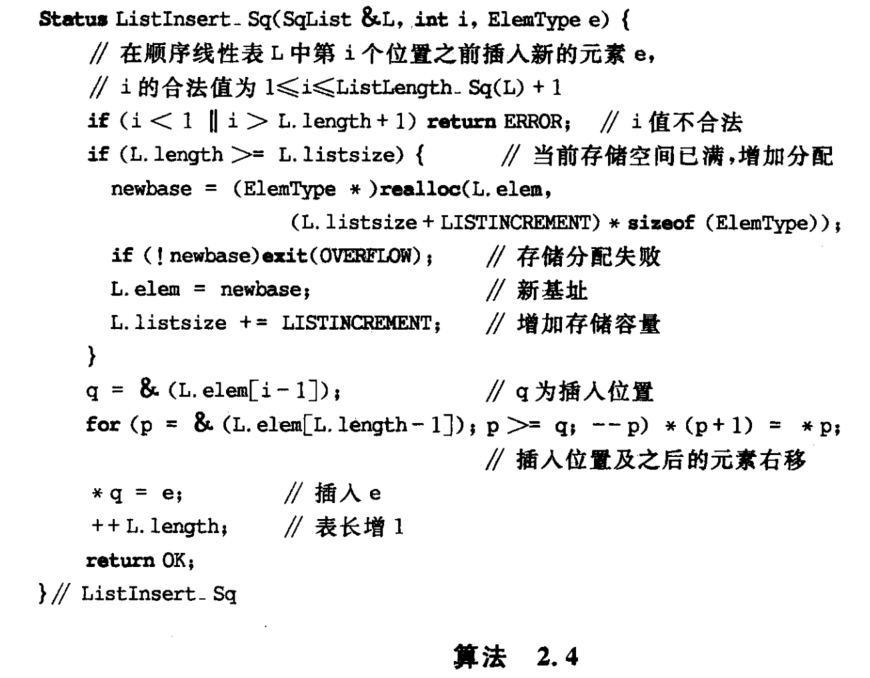 Status ListInsert_Sq(SqList &L, int i, ElemType e) {
// 在顺序线性表 L 中第 i 个位置之前插入新的元素 e,
// i 的合法值为 1≤i≤ListLength_Sq(L)+1
if (i < 1 || i > L.length+1) return ERROR; // i 值不合法
if (L.length >= L.listsize) { // 当前存储空间已满,增加分配
newbase = (ElemType *)realloc(L.elem,
(L.listsize+LISTINCREMENT) * sizeof (ElemType));
if (!newbase)exit(OVERFLOW); // 存储分配失败
L.elem = newbase; // 新基址
L.listsize += LISTINCREMENT; // 增加存储容量
}
q = &(L.elem[i-1]); // q 为插入位置
for (p = &(L.elem[L.length-1]); p >= q; --p) *(p+1) = *p;
// 插入位置及之后的元素右移
*q = e; // 插入 e
++L.length; // 表长增 1
return OK;
}// ListInsert_Sq
算法 2.4